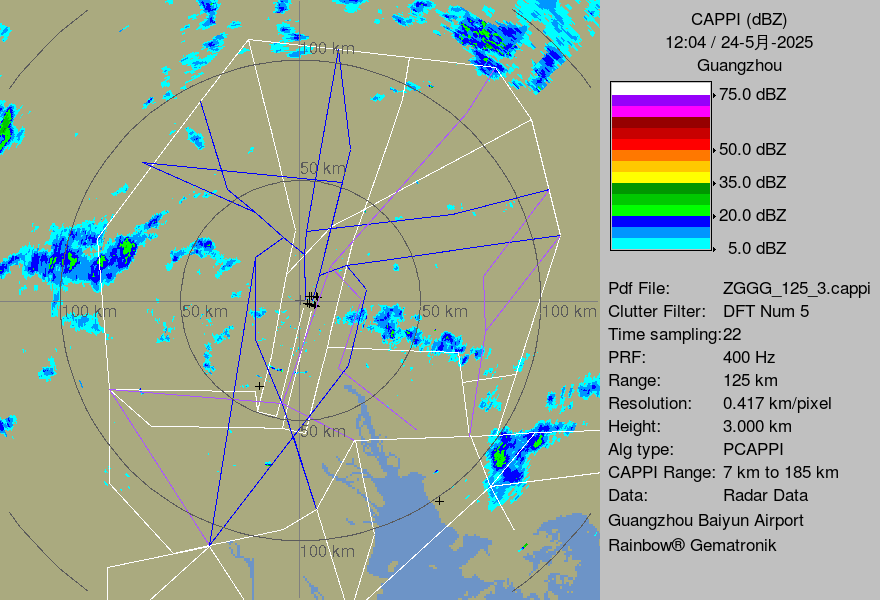 CAPPI (dBZ)
12:04 / 24-5月-2025
Guangzhou
75.0 dBZ
50.0 dBZ
35.0 dBZ
20.0 dBZ
5.0 dBZ
Pdf File: ZGGG_125_3.cappi
Clutter Filter: DFT Num 5
Time sampling:22
PRF: 400 Hz
Range: 125 km
Resolution: 0.417 km/pixel
Height: 3.000 km
Alg type: PCAPPI
CAPPI Range: 7 km to 185 km
Data: Radar Data
Guangzhou Baiyun Airport
Rainbow® Gematronik
100 km
50 km
100 km
50 km
50 km
100 km
50 km
100 km